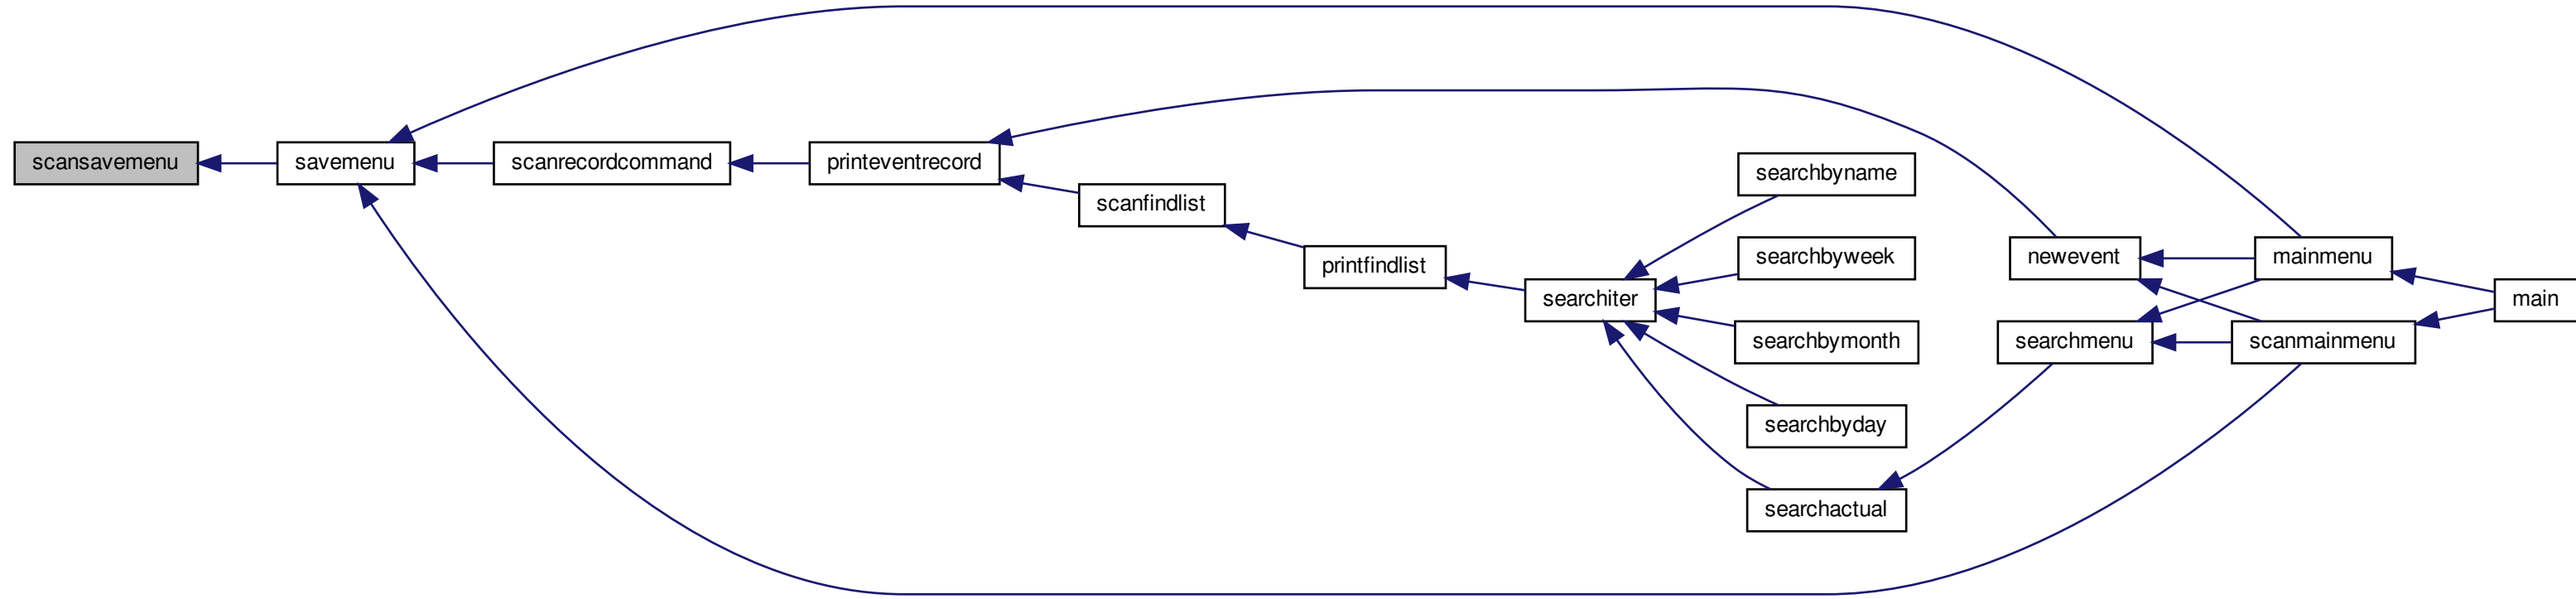 scansavemenu
savemenu
scanrecordcommand
printeventrecord
scanfindlist
printfindlist
searchiter
searchbyname
searchbyweek
searchbymonth
searchbyday
searchactual
newevent
searchmenu
mainmenu
scanmainmenu
main